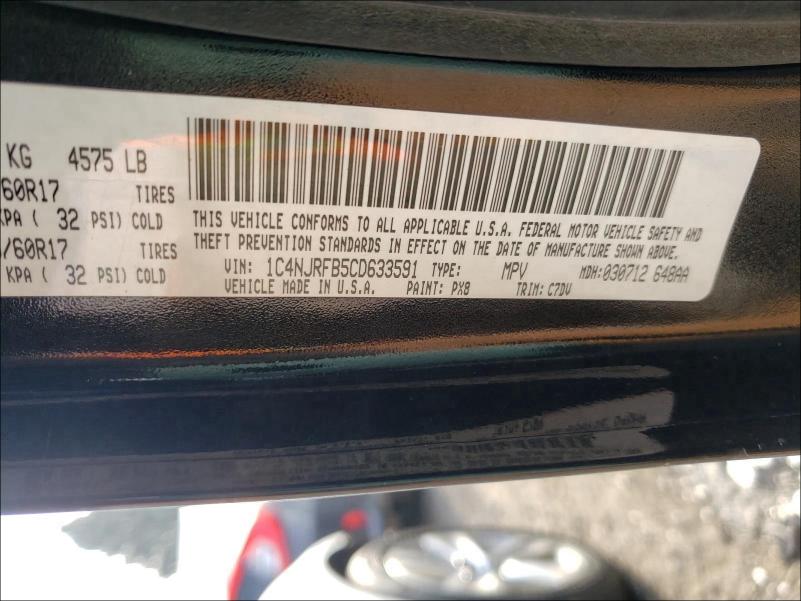 KG 4575 LB
/60R17 TIRES
KPA ( 32 PSI) COLD
/60R17 TIRES
KPA ( 32 PSI) COLD
THIS VEHICLE CONFORMS TO ALL APPLICABLE U.S.A. FEDERAL MOTOR VEHICLE SAFETY AND
THEFT PREVENTION STANDARDS IN EFFECT ON THE DATE OF MANUFACTURE SHOWN ABOVE.
VIN: 1C4NJRFB5CD633591 TYPE: MPV MDH:030712 648AA
VEHICLE MADE IN U.S.A. PAINT: PX8 TRIM: C7DV